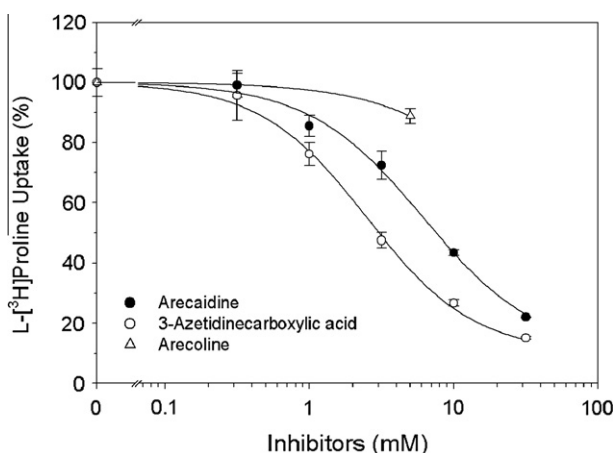 120
100
80
60
40
20
0
L-[³H]Proline Uptake (%)
Arecaidine
3-Azetidinecarboxylic acid
Arecoline
0
0.1
1
10
100
Inhibitors (mM)